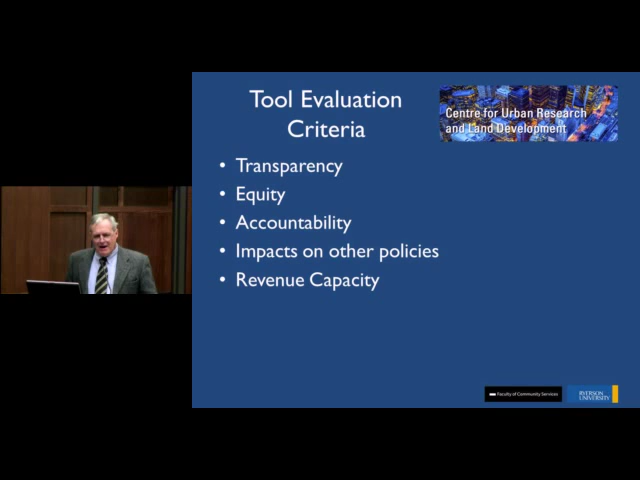 Tool Evaluation
Criteria
Centre for Urban Research
and Land Development
• Transparency
• Equity
• Accountability
• Impacts on other policies
• Revenue Capacity
Faculty of Community Services
RYERSON
UNIVERSITY